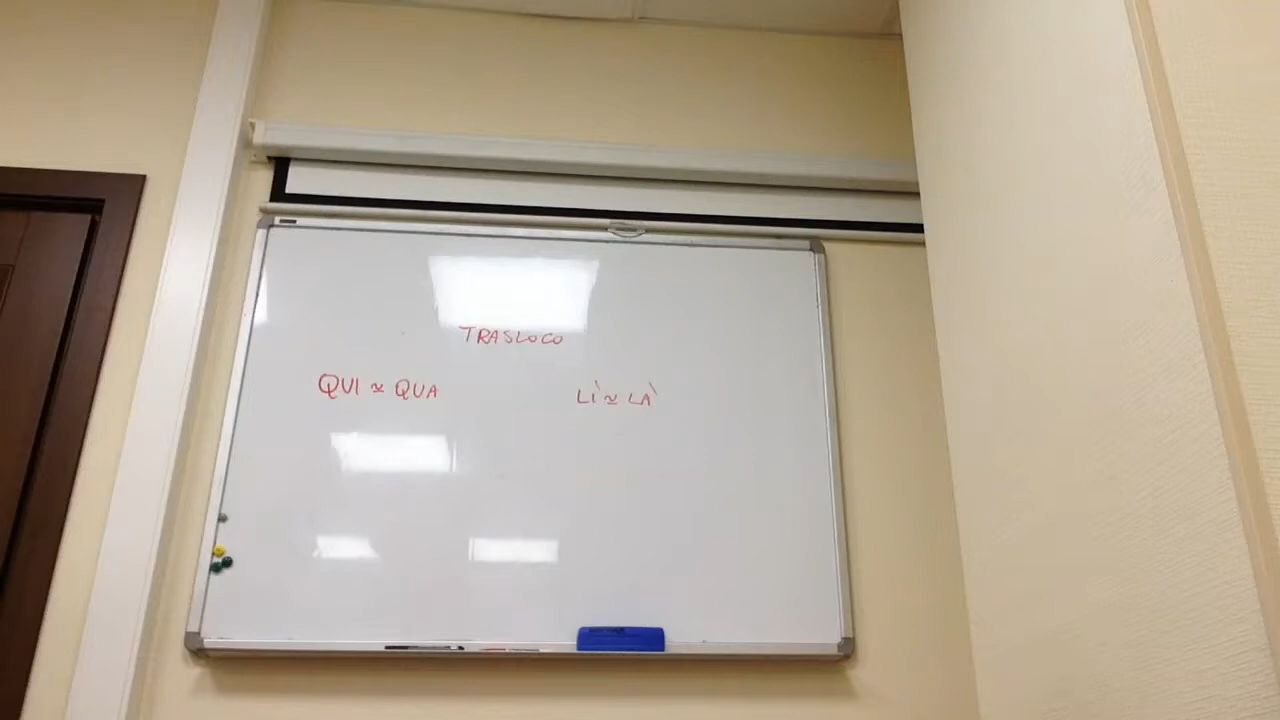 TRASLOCO
QUI ≃ QUA LÌ ≃ LÀ